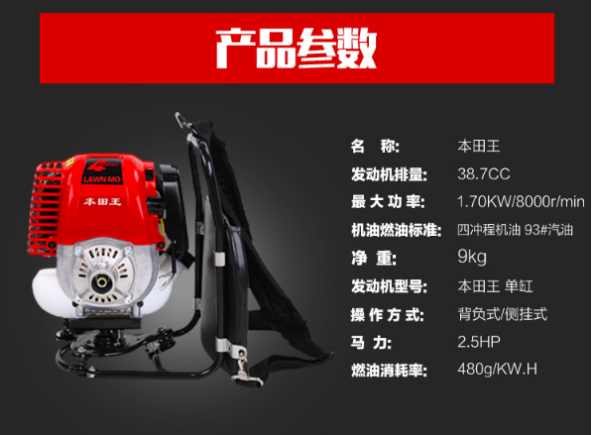 产品参数
LAWN MO
本田王
名 称: 本田王
发动机排量: 38.7CC
最大功率: 1.70KW/8000r/min
机油燃油标准: 四冲程机油 93#汽油
净 重: 9kg
发动机型号: 本田王 单缸
操作方式: 背负式/侧挂式
马 力: 2.5HP
燃油消耗率: 480g/KW.H